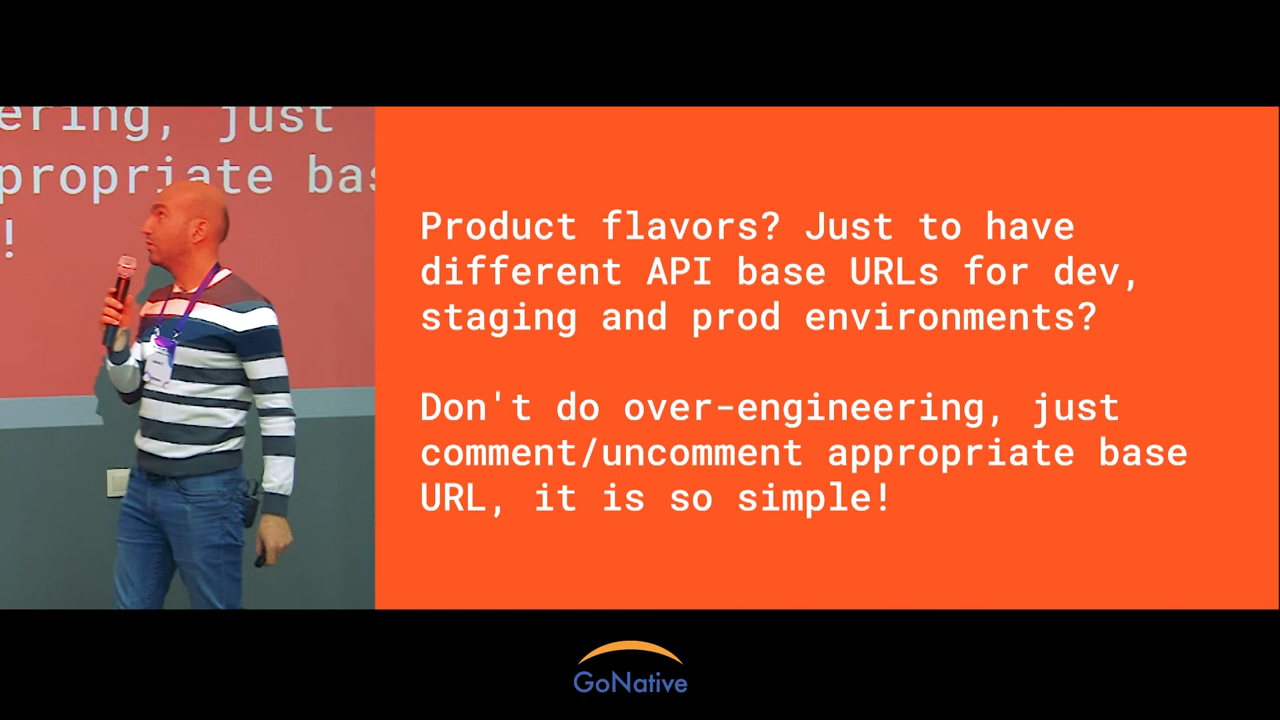 ering, just
propriate bas
!
Product flavors? Just to have
different API base URLs for dev,
staging and prod environments?
Don't do over-engineering, just
comment/uncomment appropriate base
URL, it is so simple!
GoNative